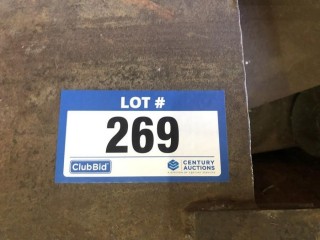 LOT #
269
ClubBid
CENTURY
AUCTIONS